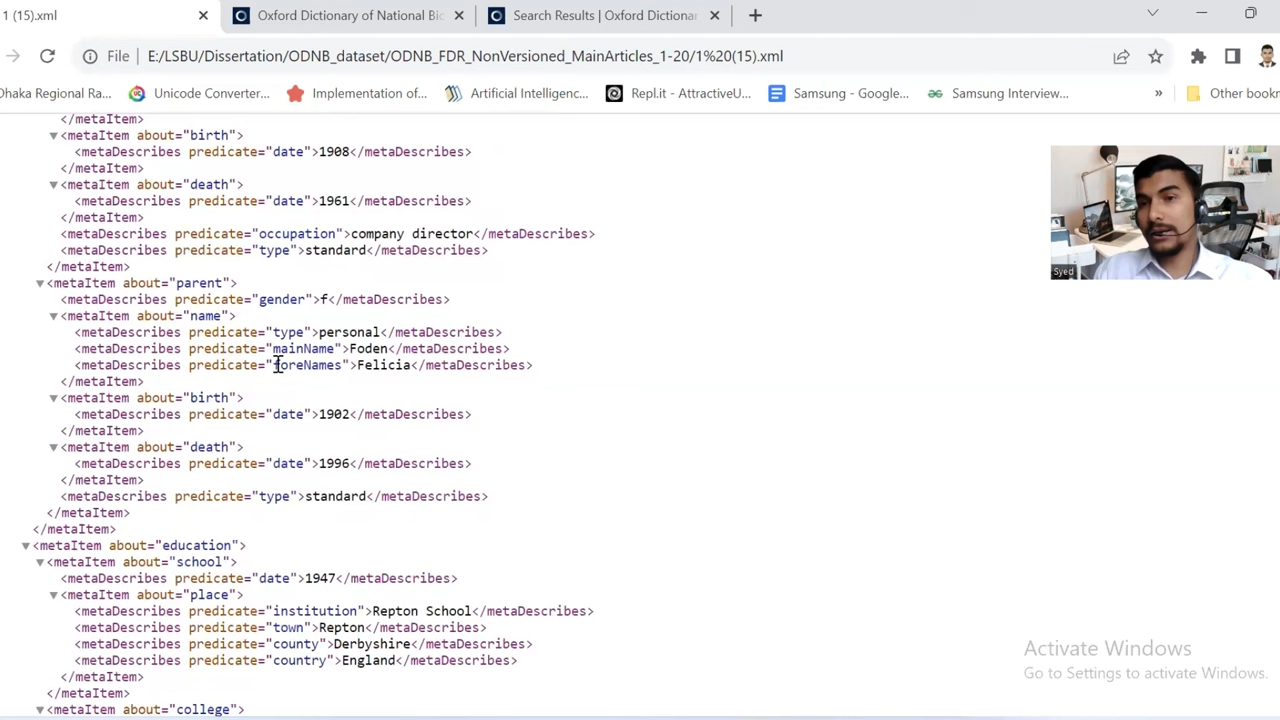 1 (15).xml
Oxford Dictionary of National Bio
Search Results | Oxford Dictionar
File E:/LSBU/Dissertation/ODNB_dataset/ODNB_FDR_NonVersioned_MainArticles_1-20/1%20(15).xml
Dhaka Regional Ra... Unicode Converter... Implementation of... Artificial Intelligenc... Repl.it - AttractiveU... Samsung - Google... Samsung Interview... » Other bookm
</metaItem>
<metaItem about="birth">
<metaDescribes predicate="date">1908</metaDescribes>
</metaItem>
<metaItem about="death">
<metaDescribes predicate="date">1961</metaDescribes>
</metaItem>
<metaDescribes predicate="occupation">company director</metaDescribes>
<metaDescribes predicate="type">standard</metaDescribes>
</metaItem>
<metaItem about="parent">
<metaDescribes predicate="gender">f</metaDescribes>
<metaItem about="name">
<metaDescribes predicate="type">personal</metaDescribes>
<metaDescribes predicate="mainName">Foden</metaDescribes>
<metaDescribes predicate="foreNames">Felicia</metaDescribes>
</metaItem>
<metaItem about="birth">
<metaDescribes predicate="date">1902</metaDescribes>
</metaItem>
<metaItem about="death">
<metaDescribes predicate="date">1996</metaDescribes>
</metaItem>
<metaDescribes predicate="type">standard</metaDescribes>
</metaItem>
</metaItem>
<metaItem about="education">
<metaItem about="school">
<metaDescribes predicate="date">1947</metaDescribes>
<metaItem about="place">
<metaDescribes predicate="institution">Repton School</metaDescribes>
<metaDescribes predicate="town">Repton</metaDescribes>
<metaDescribes predicate="county">Derbyshire</metaDescribes>
<metaDescribes predicate="country">England</metaDescribes>
</metaItem>
</metaItem>
<metaItem about="college">
Syed
Activate Windows
Go to Settings to activate Windows.